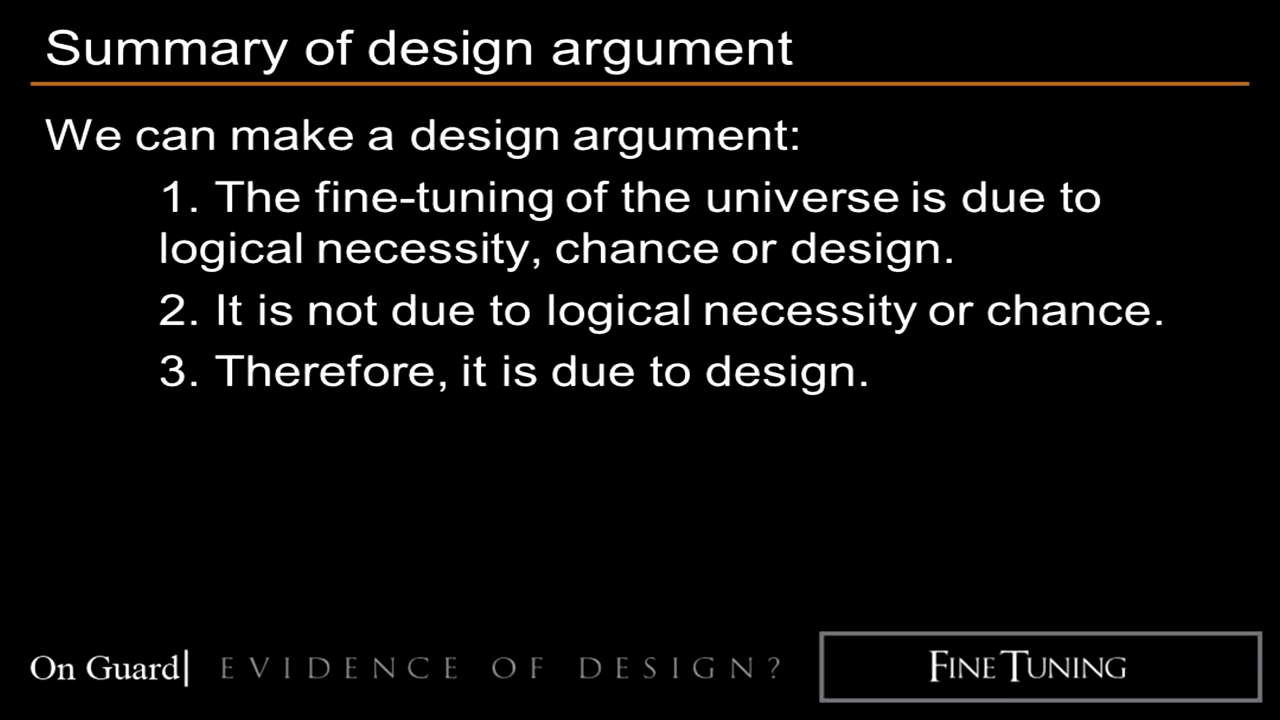 Summary of design argument
We can make a design argument:
1. The fine-tuning of the universe is due to
logical necessity, chance or design.
2. It is not due to logical necessity or chance.
3. Therefore, it is due to design.
On Guard| EVIDENCE OF DESIGN? FINE TUNING